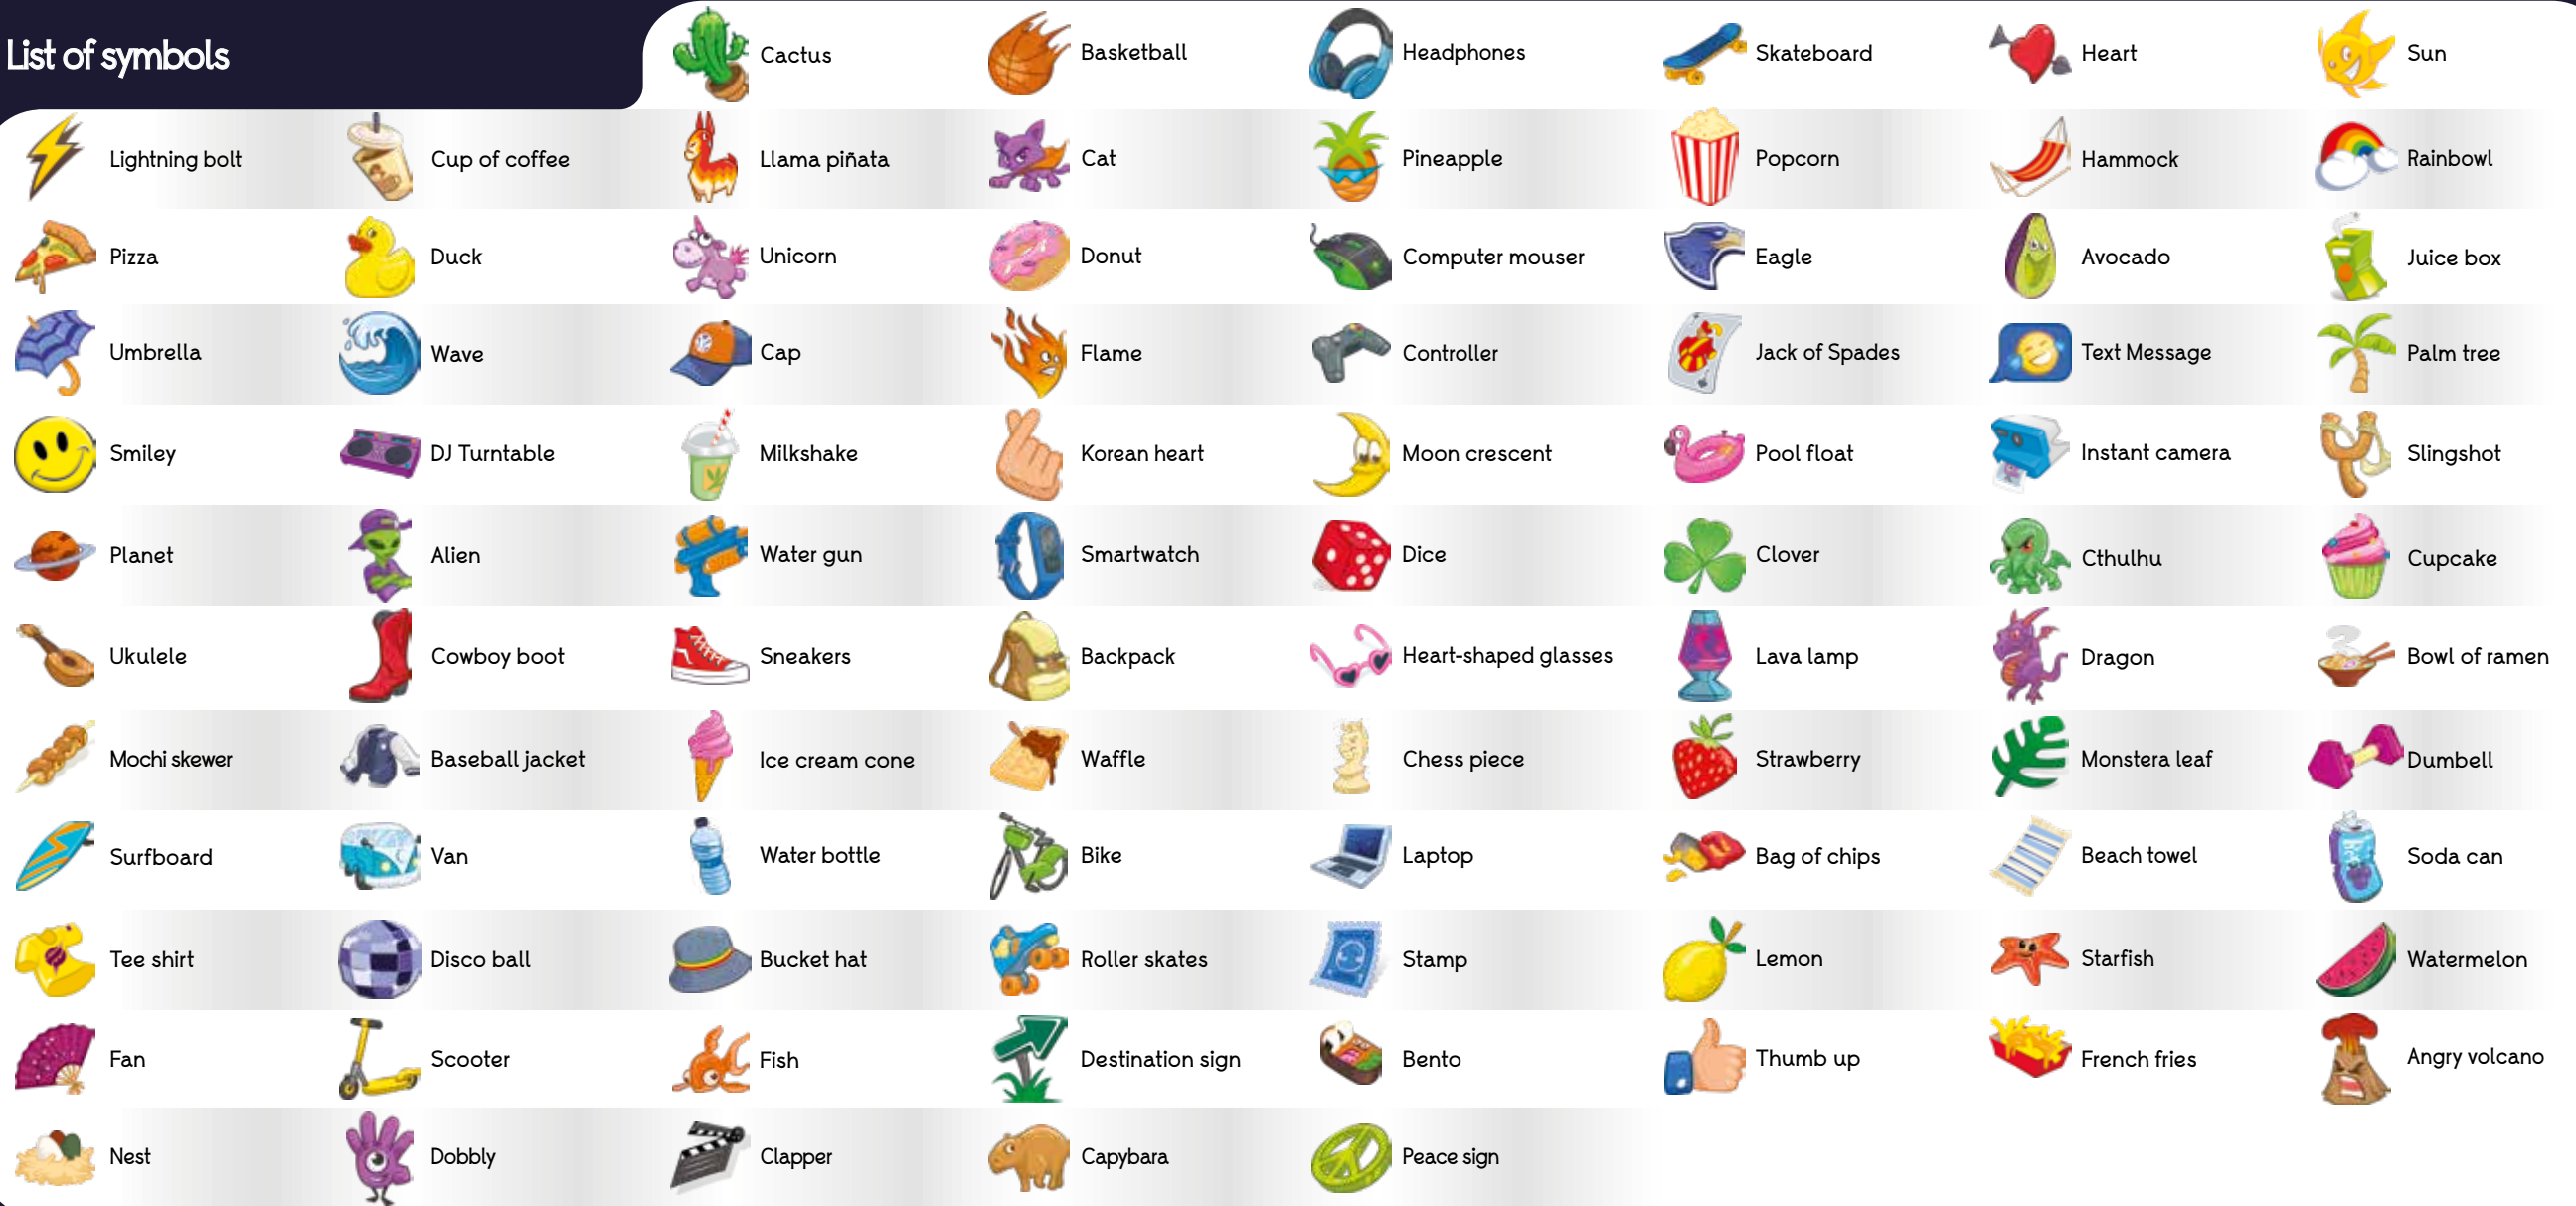 List of symbols
Cactus
Basketball
Headphones
Skateboard
Heart
Sun
Lightning bolt
Cup of coffee
Llama piñata
Cat
Pineapple
Popcorn
Hammock
Rainbowl
Pizza
Duck
Unicorn
Donut
Computer mouser
Eagle
Avocado
Juice box
Umbrella
Wave
Cap
Flame
Controller
Jack of Spades
Text Message
Palm tree
Smiley
DJ Turntable
Milkshake
Korean heart
Moon crescent
Pool float
Instant camera
Slingshot
Planet
Alien
Water gun
Smartwatch
Dice
Clover
Cthulhu
Cupcake
Ukulele
Cowboy boot
Sneakers
Backpack
Heart-shaped glasses
Lava lamp
Dragon
Bowl of ramen
Mochi skewer
Baseball jacket
Ice cream cone
Waffle
Chess piece
Strawberry
Monstera leaf
Dumbell
Surfboard
Van
Water bottle
Bike
Laptop
Bag of chips
Beach towel
Soda can
Tee shirt
Disco ball
Bucket hat
Roller skates
Stamp
Lemon
Starfish
Watermelon
Fan
Scooter
Fish
Destination sign
Bento
Thumb up
French fries
Angry volcano
Nest
Dobbly
Clapper
Capybara
Peace sign